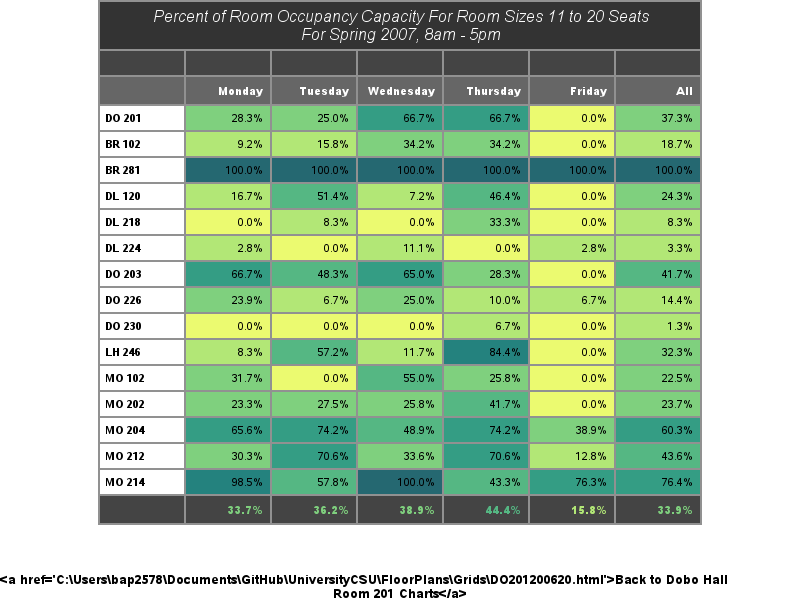 Percent of Room Occupancy Capacity For Room Sizes 11 to 20 Seats
For Spring 2007, 8am - 5pm
Monday Tuesday Wednesday Thursday Friday All
DO 201 28.3% 25.0% 66.7% 66.7% 0.0% 37.3%
BR 102 9.2% 15.8% 34.2% 34.2% 0.0% 18.7%
BR 281 100.0% 100.0% 100.0% 100.0% 100.0% 100.0%
DL 120 16.7% 51.4% 7.2% 46.4% 0.0% 24.3%
DL 218 0.0% 8.3% 0.0% 33.3% 0.0% 8.3%
DL 224 2.8% 0.0% 11.1% 0.0% 2.8% 3.3%
DO 203 66.7% 48.3% 65.0% 28.3% 0.0% 41.7%
DO 226 23.9% 6.7% 25.0% 10.0% 6.7% 14.4%
DO 230 0.0% 0.0% 0.0% 6.7% 0.0% 1.3%
LH 246 8.3% 57.2% 11.7% 84.4% 0.0% 32.3%
MO 102 31.7% 0.0% 55.0% 25.8% 0.0% 22.5%
MO 202 23.3% 27.5% 25.8% 41.7% 0.0% 23.7%
MO 204 65.6% 74.2% 48.9% 74.2% 38.9% 60.3%
MO 212 30.3% 70.6% 33.6% 70.6% 12.8% 43.6%
MO 214 98.5% 57.8% 100.0% 43.3% 76.3% 76.4%
33.7% 36.2% 38.9% 44.4% 15.8% 33.9%
<a href='C:\Users\bap2578\Documents\GitHub\UniversityCSU\FloorPlans\Grids\DO201200620.html'>Back to Dobo Hall
Room 201 Charts</a>